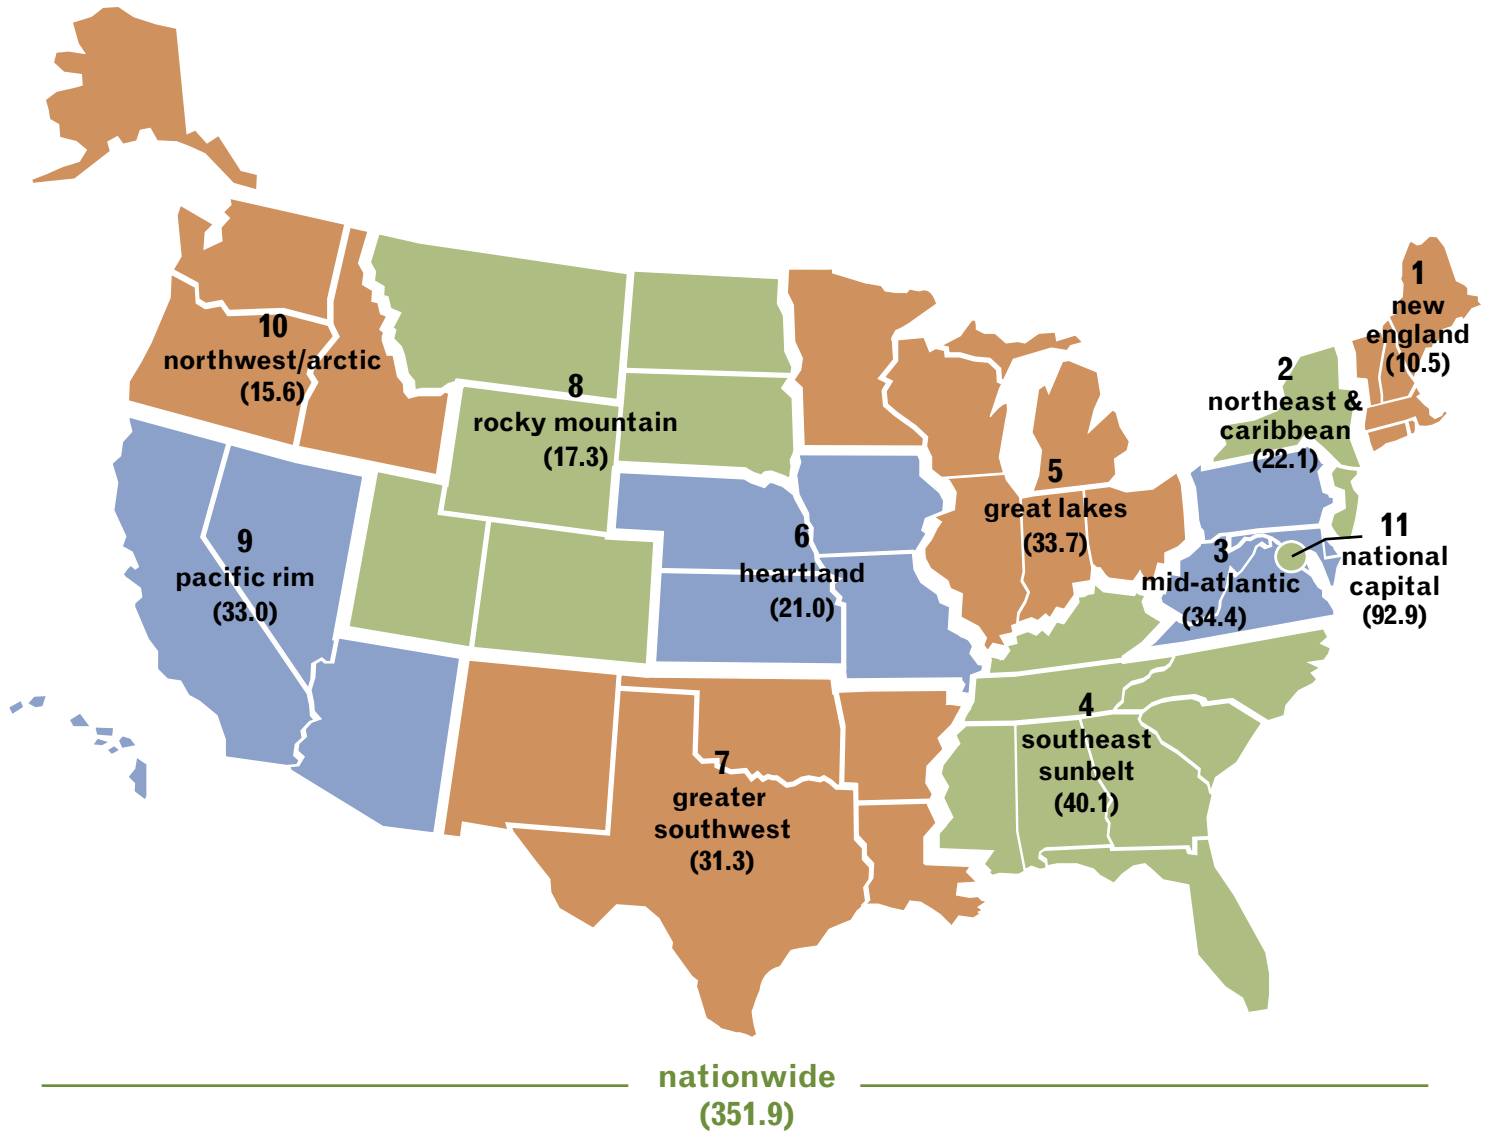 1
new
england
(10.5)
2
northeast &
caribbean
(22.1)
10
northwest/arctic
(15.6)
8
rocky mountain
(17.3)
5
great lakes
(33.7)
11
national
capital
(92.9)
3
mid-atlantic
(34.4)
9
pacific rim
(33.0)
6
heartland
(21.0)
4
southeast
sunbelt
(40.1)
7
greater
southwest
(31.3)
nationwide
(351.9)